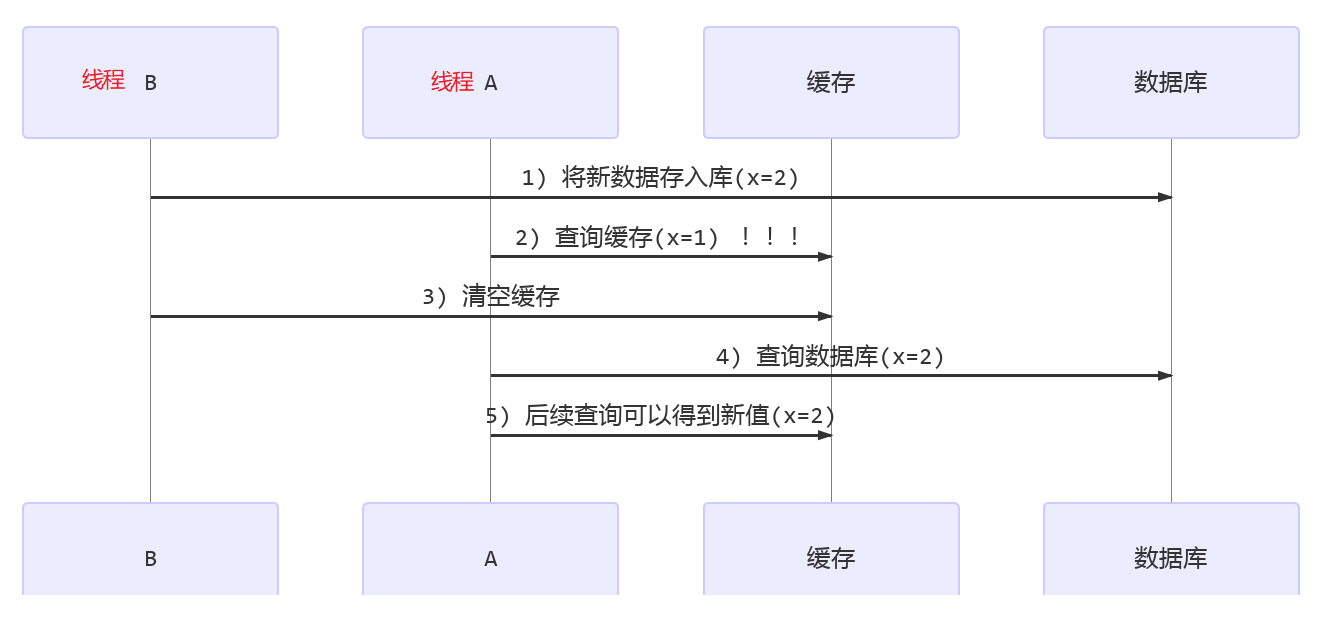 线程 B
线程 A
缓存
数据库
1) 将新数据存入库(x=2)
2) 查询缓存(x=1) ！！！
3) 清空缓存
4) 查询数据库(x=2)
5) 后续查询可以得到新值(x=2)
B
A
缓存
数据库